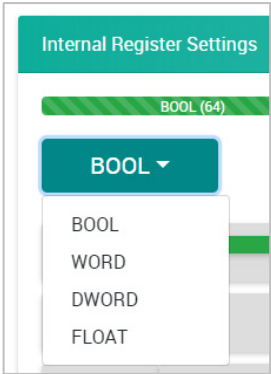 Internal Register Settings
BOOL (64)
BOOL
BOOL
WORD
DWORD
FLOAT